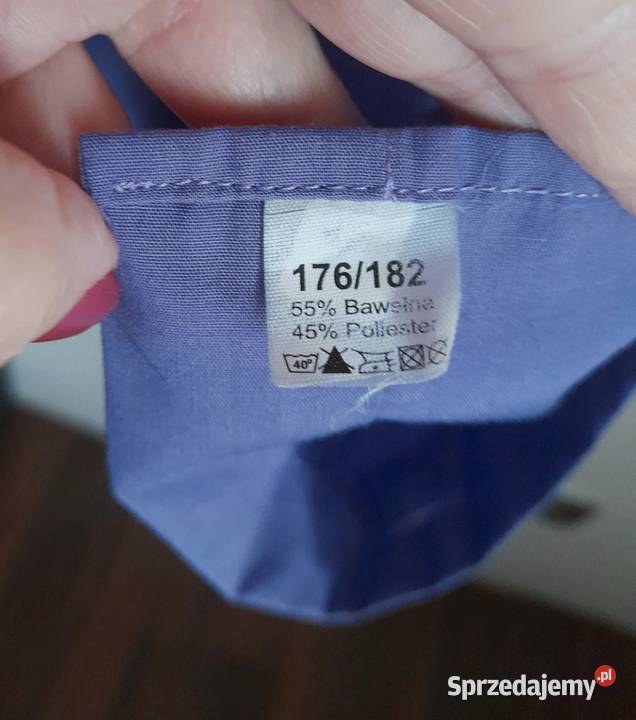 176/182
55% Bawełna
45% Poliester
40°
Sprzedajemy.pl